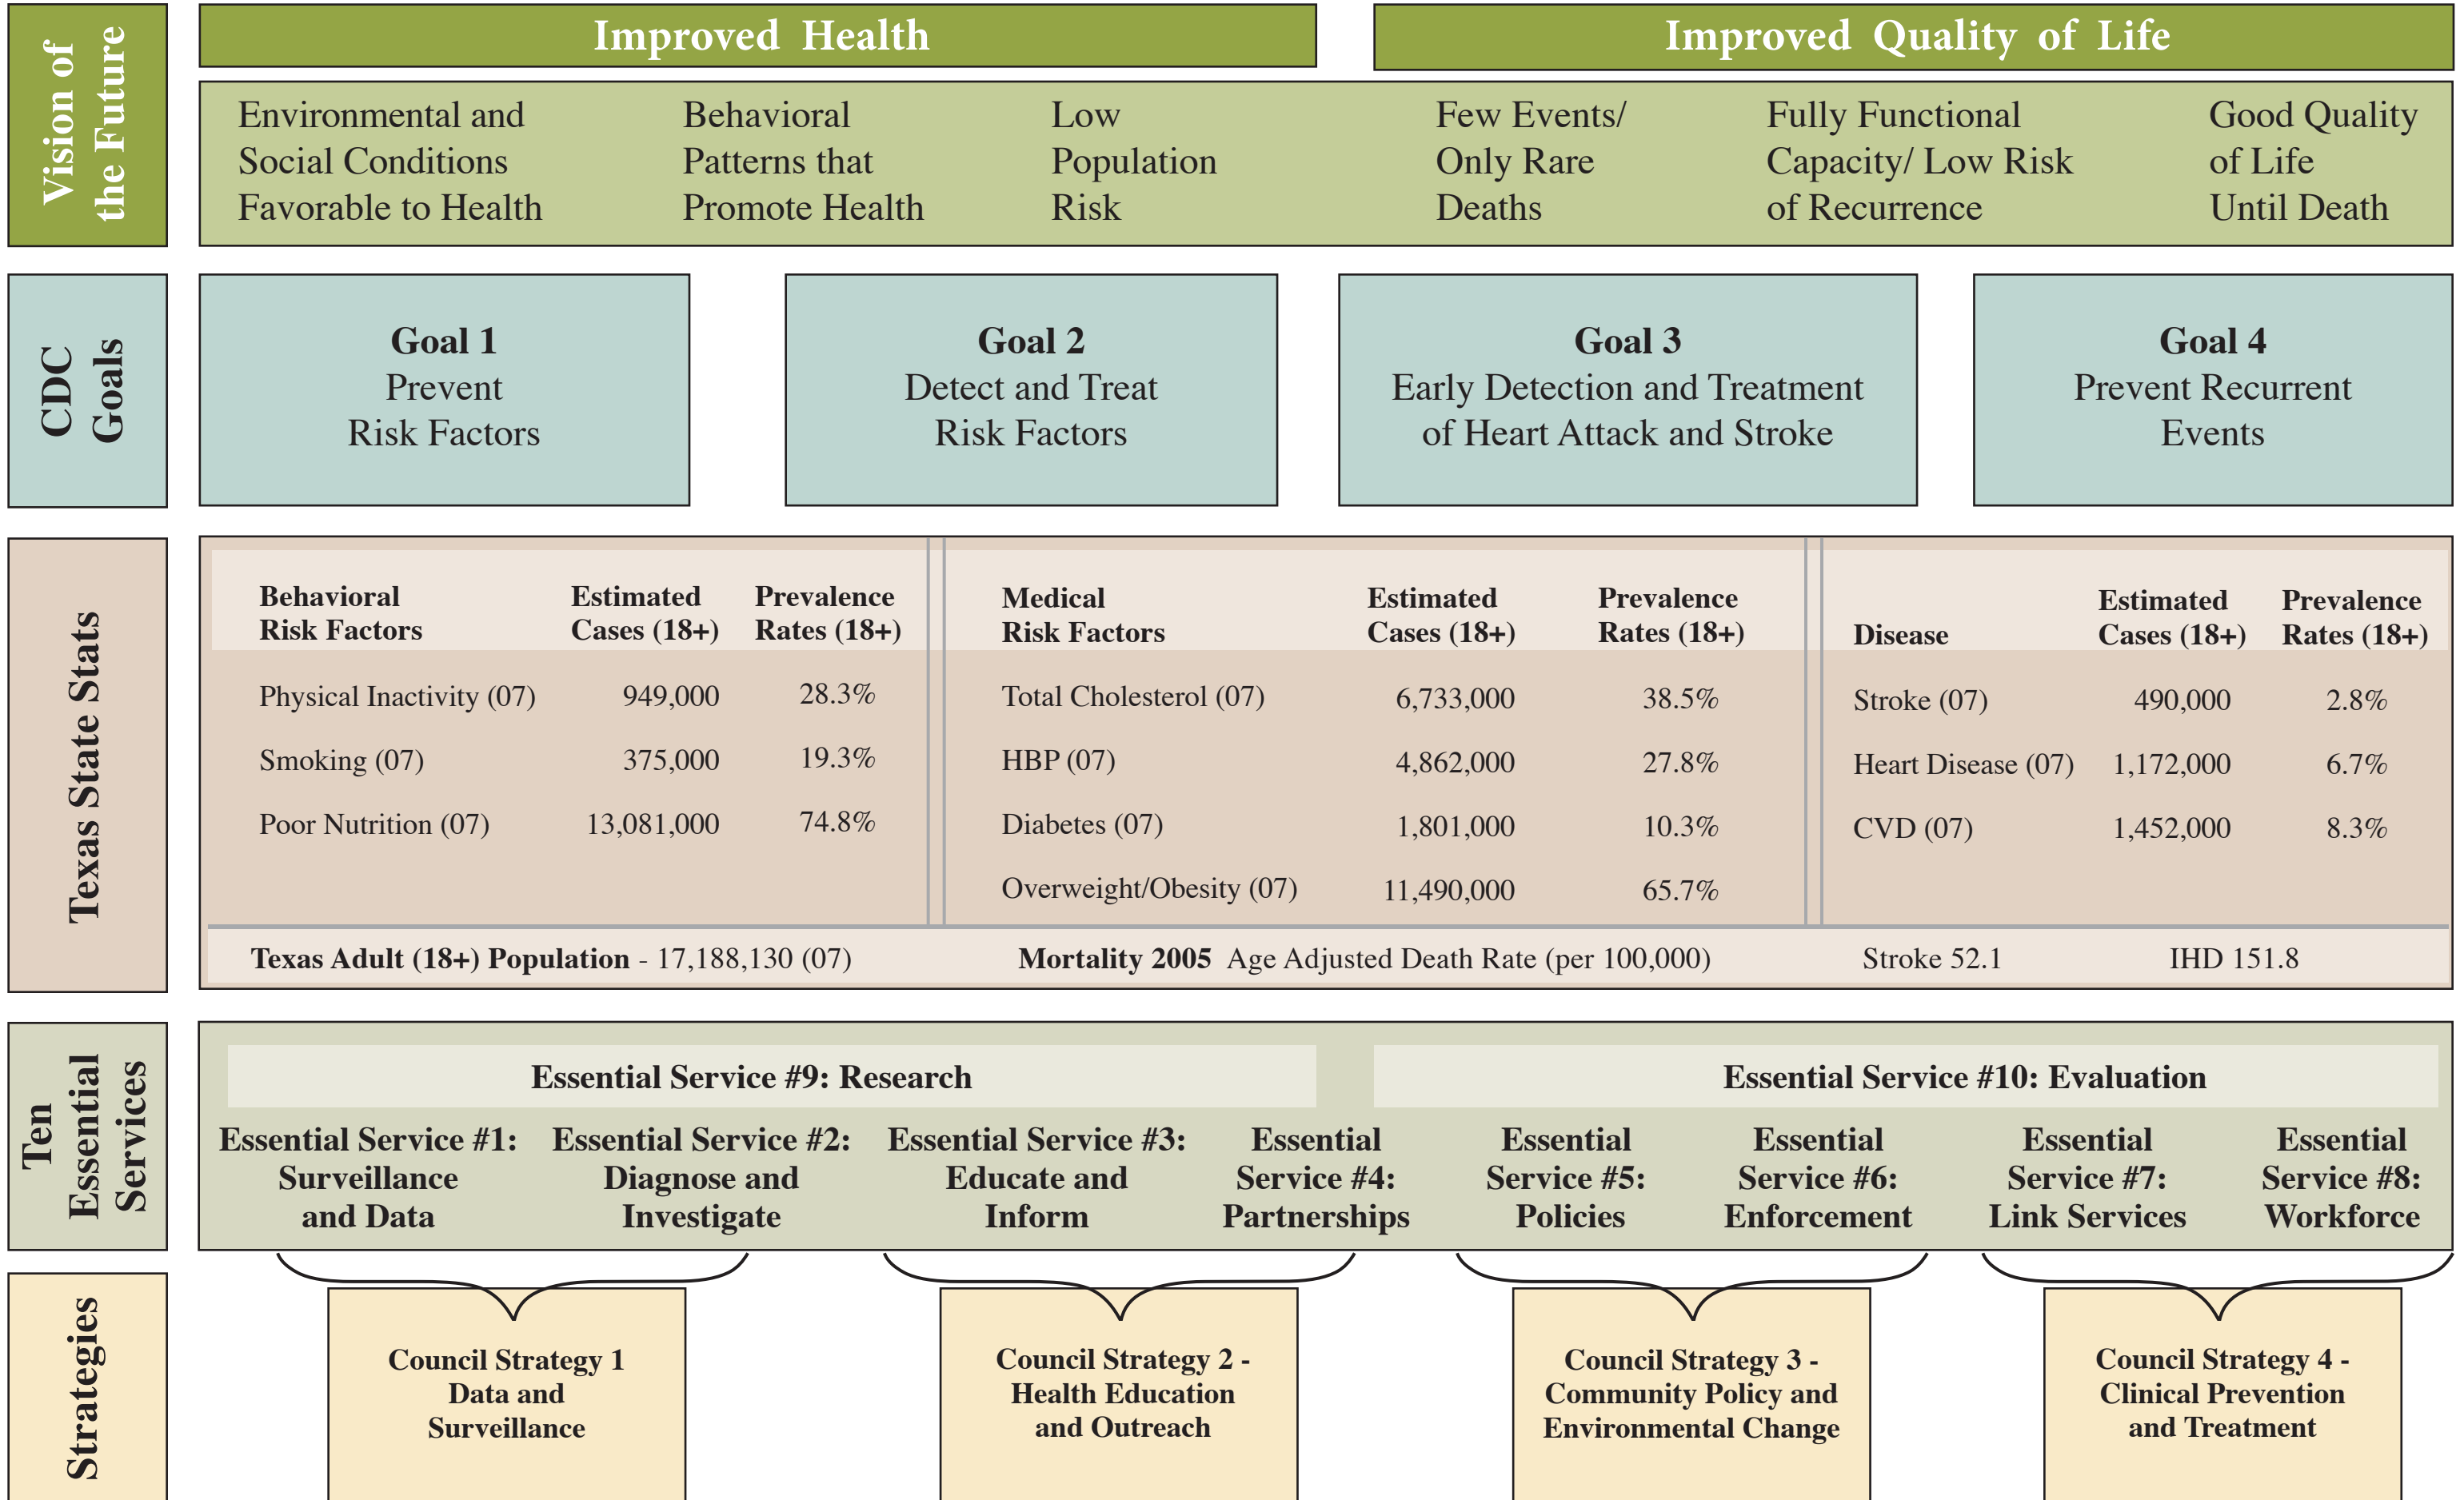 Vision of
the Future
Improved Health
Improved Quality of Life
Environmental and
Social Conditions
Favorable to Health
Behavioral
Patterns that
Promote Health
Low
Population
Risk
Few Events/
Only Rare
Deaths
Fully Functional
Capacity/ Low Risk
of Recurrence
Good Quality
of Life
Until Death
CDC
Goals
Goal 1
Prevent
Risk Factors
Goal 2
Detect and Treat
Risk Factors
Goal 3
Early Detection and Treatment
of Heart Attack and Stroke
Goal 4
Prevent Recurrent
Events
Texas State Stats
Behavioral
Risk Factors
Estimated
Cases (18+)
Prevalence
Rates (18+)
Physical Inactivity (07) 949,000 28.3%
Smoking (07) 375,000 19.3%
Poor Nutrition (07) 13,081,000 74.8%
Medical
Risk Factors
Estimated
Cases (18+)
Prevalence
Rates (18+)
Total Cholesterol (07) 6,733,000 38.5%
HBP (07) 4,862,000 27.8%
Diabetes (07) 1,801,000 10.3%
Overweight/Obesity (07) 11,490,000 65.7%
Disease
Estimated
Cases (18+)
Prevalence
Rates (18+)
Stroke (07) 490,000 2.8%
Heart Disease (07) 1,172,000 6.7%
CVD (07) 1,452,000 8.3%
Texas Adult (18+) Population - 17,188,130 (07) Mortality 2005 Age Adjusted Death Rate (per 100,000) Stroke 52.1 IHD 151.8
Ten
Essential
Services
Essential Service #9: Research
Essential Service #10: Evaluation
Essential Service #1:
Surveillance
and Data
Essential Service #2:
Diagnose and
Investigate
Essential Service #3:
Educate and
Inform
Essential
Service #4:
Partnerships
Essential
Service #5:
Policies
Essential
Service #6:
Enforcement
Essential
Service #7:
Link Services
Essential
Service #8:
Workforce
Strategies
Council Strategy 1
Data and
Surveillance
Council Strategy 2 -
Health Education
and Outreach
Council Strategy 3 -
Community Policy and
Environmental Change
Council Strategy 4 -
Clinical Prevention
and Treatment